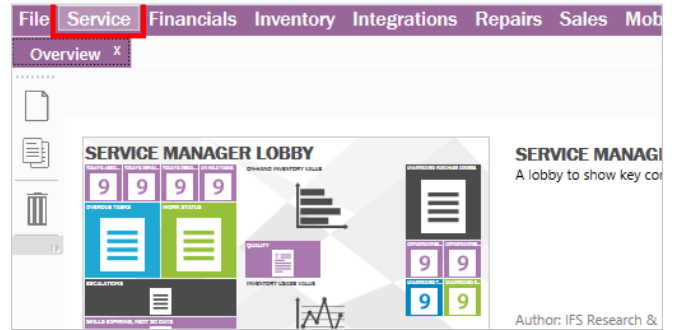 File Service Financials Inventory Integrations Repairs Sales Mob
Overview x
SERVICE MANAGER LOBBY
SERVICE MANAG
A lobby to show key co
ON-HAND INVENTORY VALUE
9 9 9 9
OVERDUE TASKS
WORK STATUS
QUALITY
9 9
ESCALATIONS
INVENTORY USAGE VALUE
9 9
SKILLS EXPIRING, NEXT 30 DAYS
Author: IFS Research &